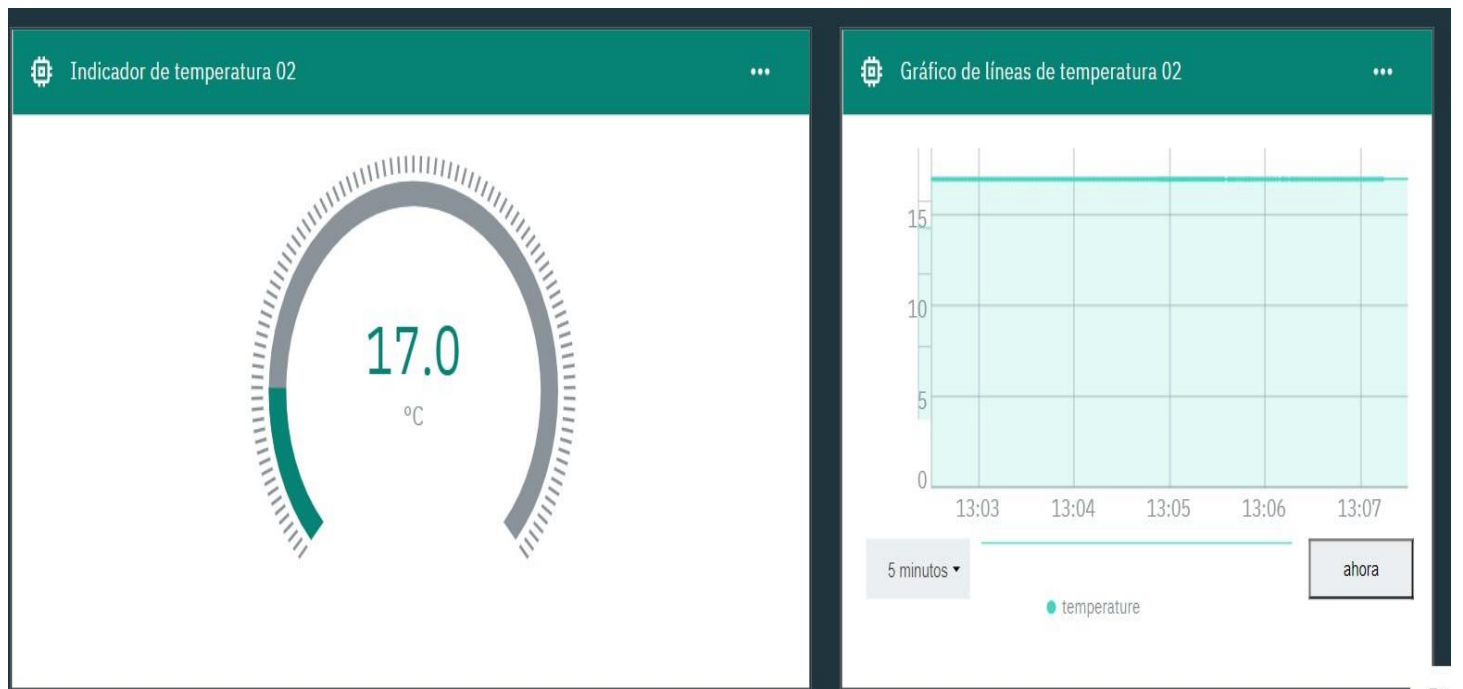 Indicador de temperatura 02
...
17.0
°C
Gráfico de líneas de temperatura 02
...
15
10
5
0
13:03 13:04 13:05 13:06 13:07
5 minutos ahora
temperature